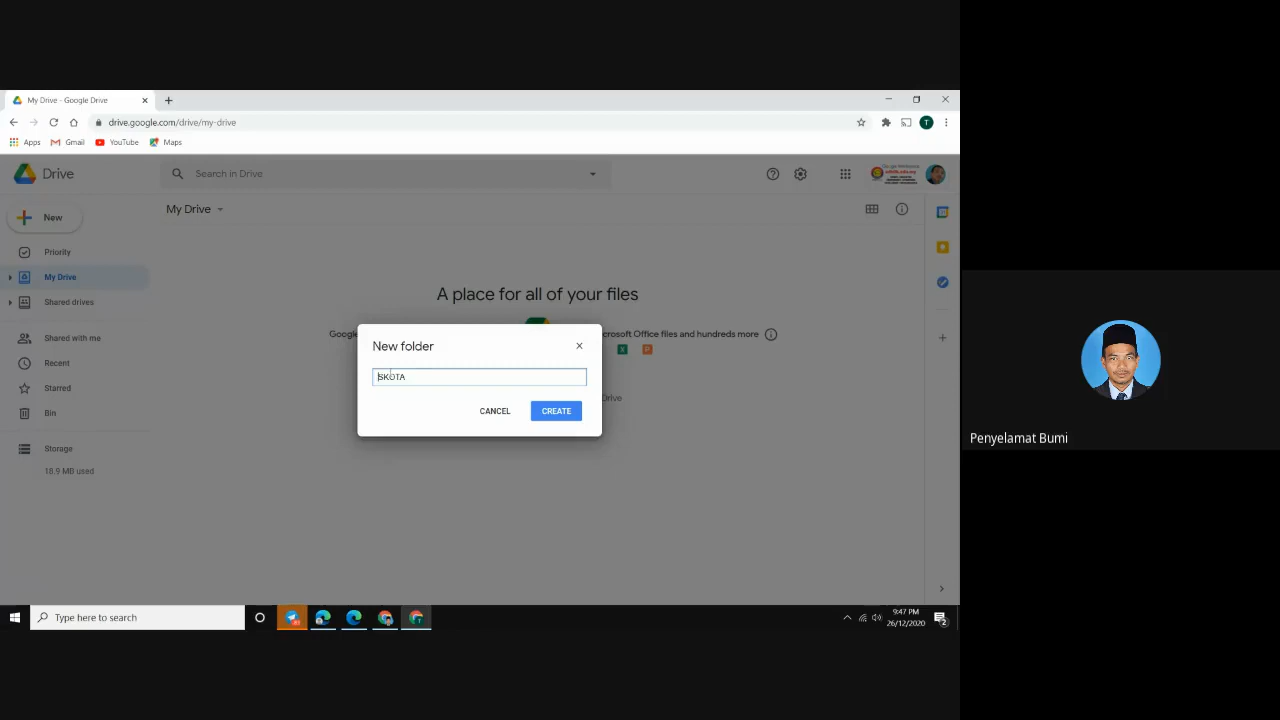 My Drive - Google Drive
drive.google.com/drive/my-drive
Apps
Gmail
YouTube
Maps
Drive
Search in Drive
New
My Drive
Priority
My Drive
Shared drives
Shared with me
Recent
Starred
Bin
Storage
18.9 MB used
A place for all of your files
Goog
crosoft Office files and hundreds more
Drive
New folder
SKOTA
CANCEL
CREATE
Type here to search
9:47 PM
26/12/2020
Penyelamat Bumi